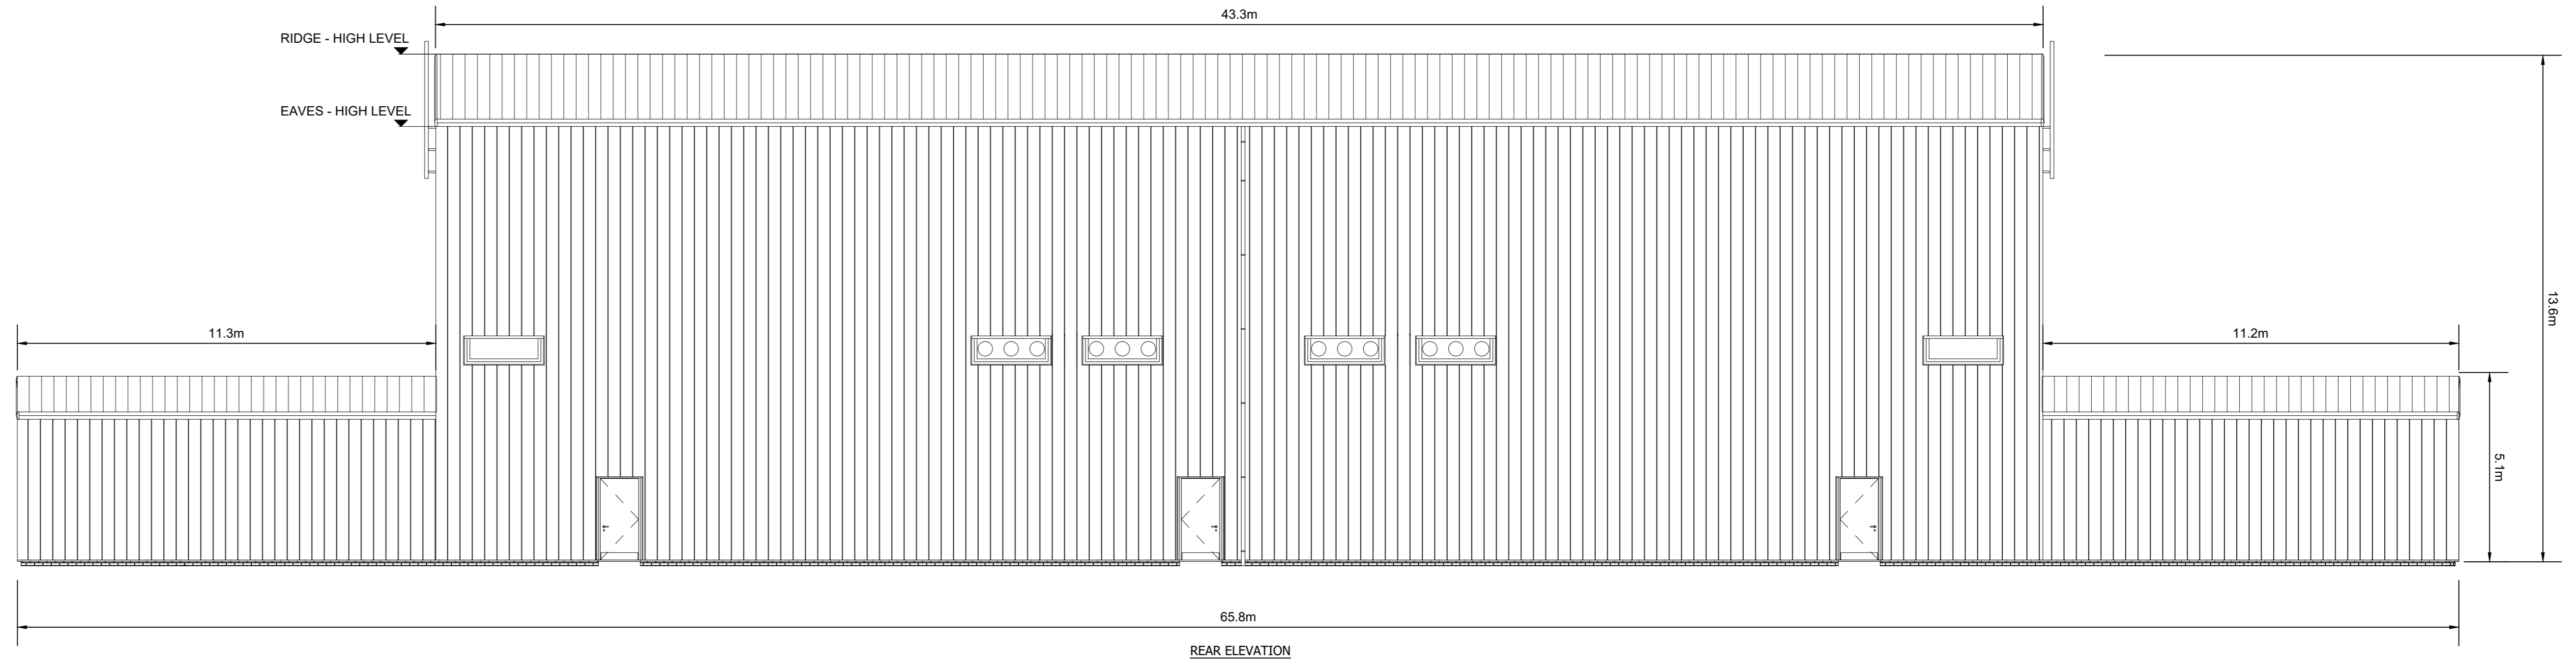 43.3m
RIDGE - HIGH LEVEL
EAVES - HIGH LEVEL
13.6m
11.3m
11.2m
5.1m
65.8m
REAR ELEVATION